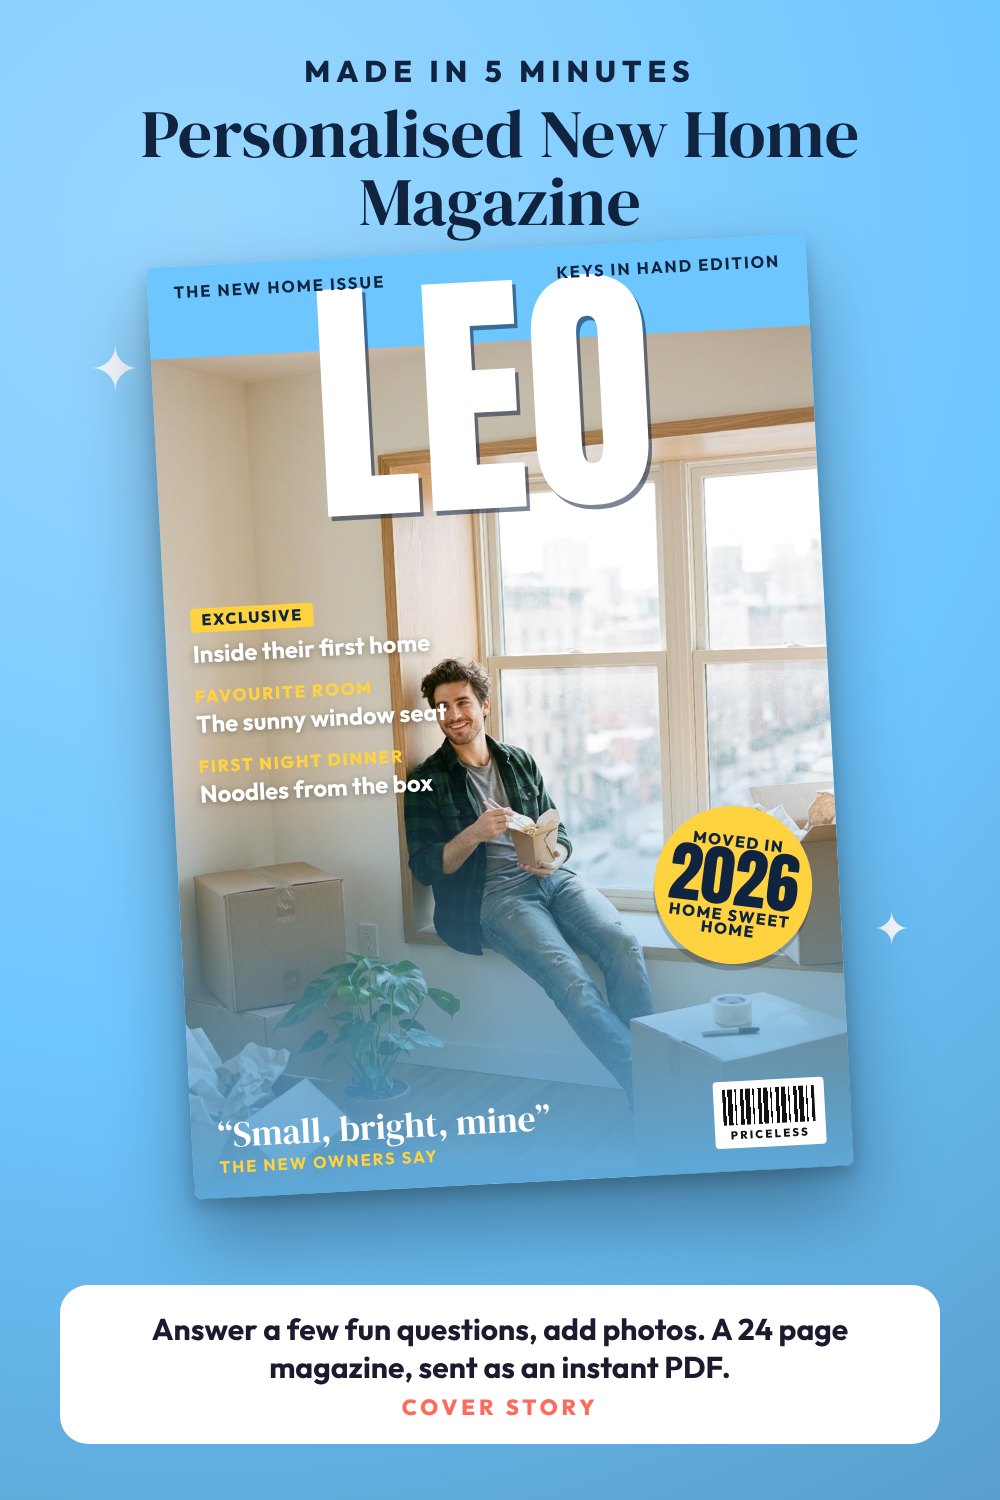 MADE IN 5 MINUTES
Personalised New Home
Magazine
THE NEW HOME ISSUE
KEYS IN HAND EDITION
LEO
EXCLUSIVE
Inside their first home
FAVOURITE ROOM
The sunny window seat
FIRST NIGHT DINNER
Noodles from the box
MOVED IN
2026
HOME SWEET
HOME
“Small, bright, mine”
THE NEW OWNERS SAY
PRICELESS
Answer a few fun questions, add photos. A 24 page
magazine, sent as an instant PDF.
COVER STORY